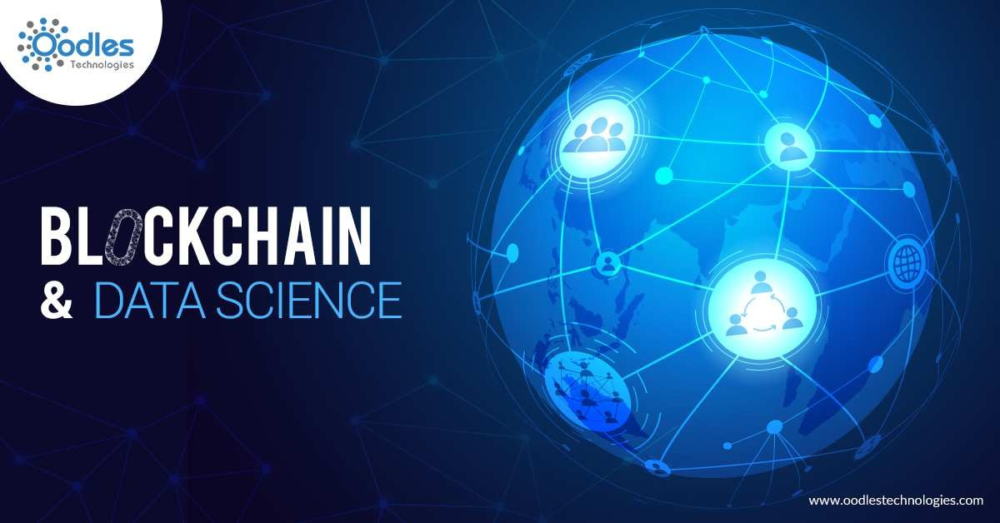 Oodles
Technologies
BLOCKCHAIN
& DATA SCIENCE
www.oodlestechnologies.com